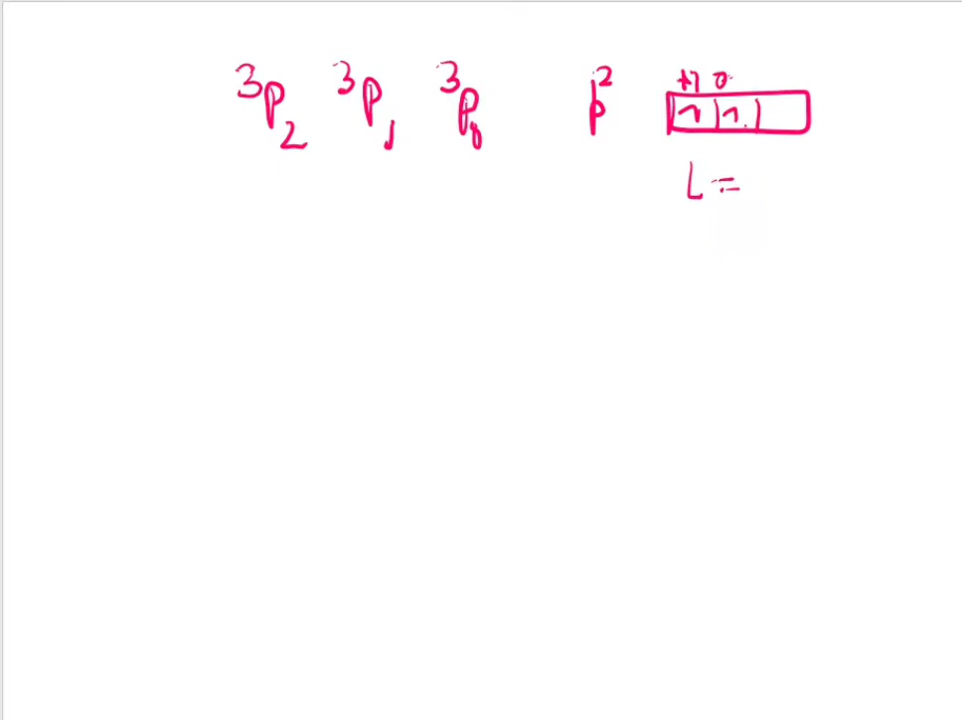 ³P₂ ³P₁ ³P₀ p² +1 0
L =